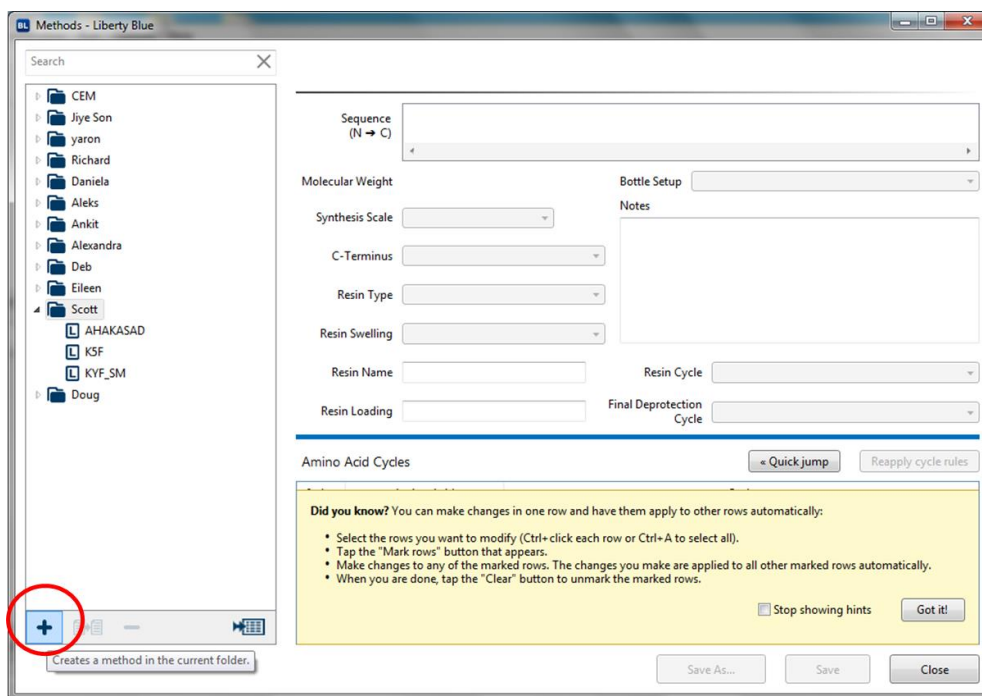 BL Methods - Liberty Blue
Search
CEM
Jiye Son
yaron
Richard
Daniela
Aleks
Ankit
Alexandra
Deb
Eileen
Scott
L AHAKASAD
L K5F
L KYF_SM
Doug
Creates a method in the current folder.
Sequence
(N → C)
Molecular Weight
Bottle Setup
Synthesis Scale
Notes
C-Terminus
Resin Type
Resin Swelling
Resin Name
Resin Cycle
Resin Loading
Final Deprotection
Cycle
Amino Acid Cycles
« Quick jump
Reapply cycle rules
Did you know? You can make changes in one row and have them apply to other rows automatically:
• Select the rows you want to modify (Ctrl+click each row or Ctrl+A to select all).
• Tap the "Mark rows" button that appears.
• Make changes to any of the marked rows. The changes you make are applied to all other marked rows automatically.
• When you are done, tap the "Clear" button to unmark the marked rows.
Stop showing hints
Got it!
Save As...
Save
Close